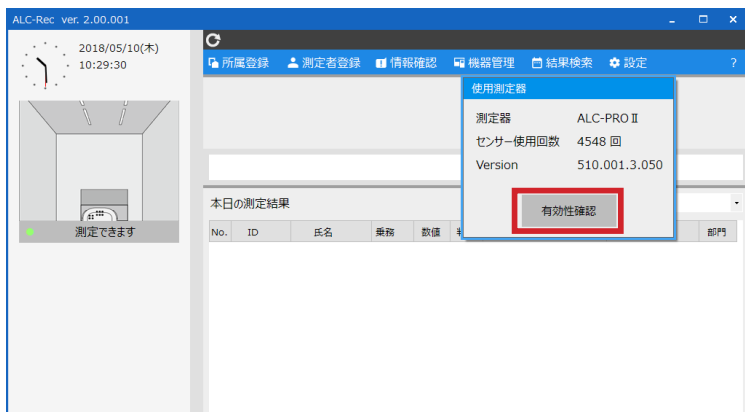 ALC-Rec ver. 2.00.001
2018/05/10(木)
10:29:30
測定できます
所属登録 測定者登録 情報確認 機器管理 結果検索 設定 ?
使用測定器
測定器 ALC-PRO II
センサー使用回数 4548 回
Version 510.001.3.050
有効性確認
本日の測定結果
No. ID 氏名 乗務 数値 部門